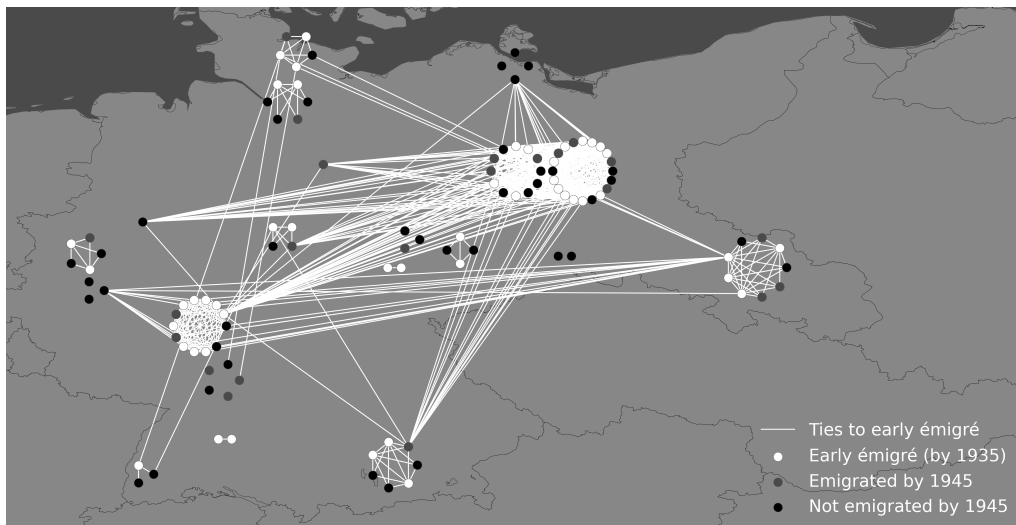 Ties to early émigré
Early émigré (by 1935)
Emigrated by 1945
Not emigrated by 1945